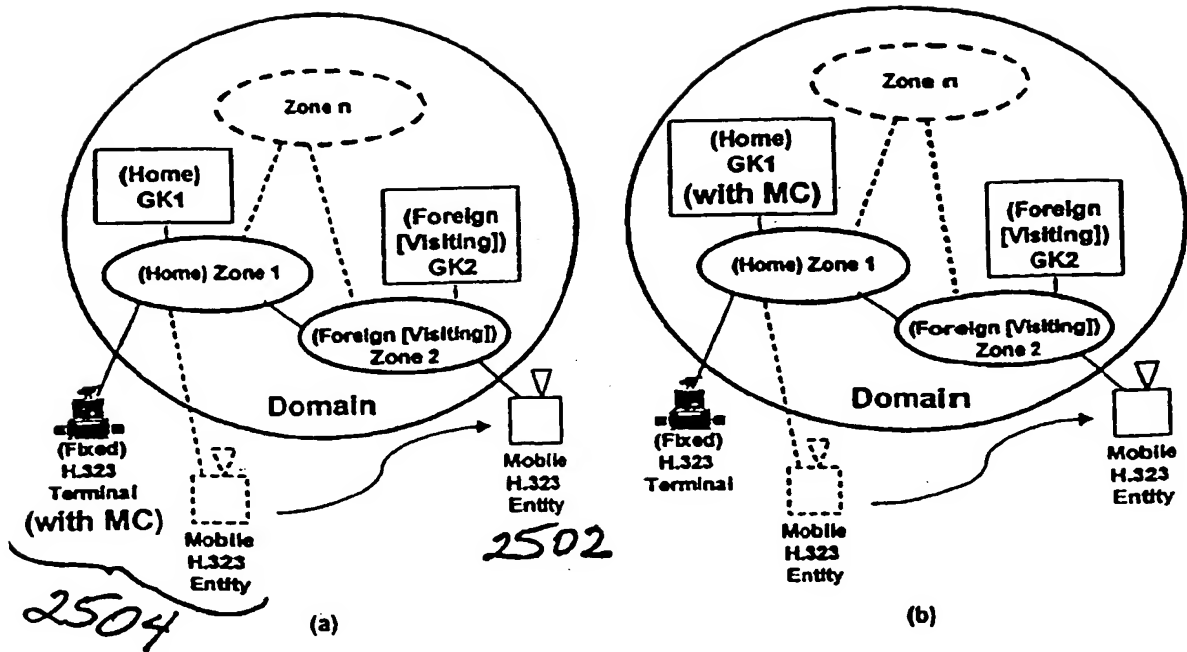 Zone n
(Home)
GK1
(Foreign
[Visiting])
GK2
(Home) Zone 1
(Foreign [Visiting])
Zone 2
Domain
(Fixed)
H.323
Terminal
(with MC)
Mobile
H.323
Entity
Mobile
H.323
Entity
2502
2504
(a)
Zone n
(Home)
GK1
(with MC)
(Foreign
[Visiting])
GK2
(Home) Zone 1
(Foreign [Visiting])
Zone 2
Domain
(Fixed)
H.323
Terminal
Mobile
H.323
Entity
Mobile
H.323
Entity
(b)